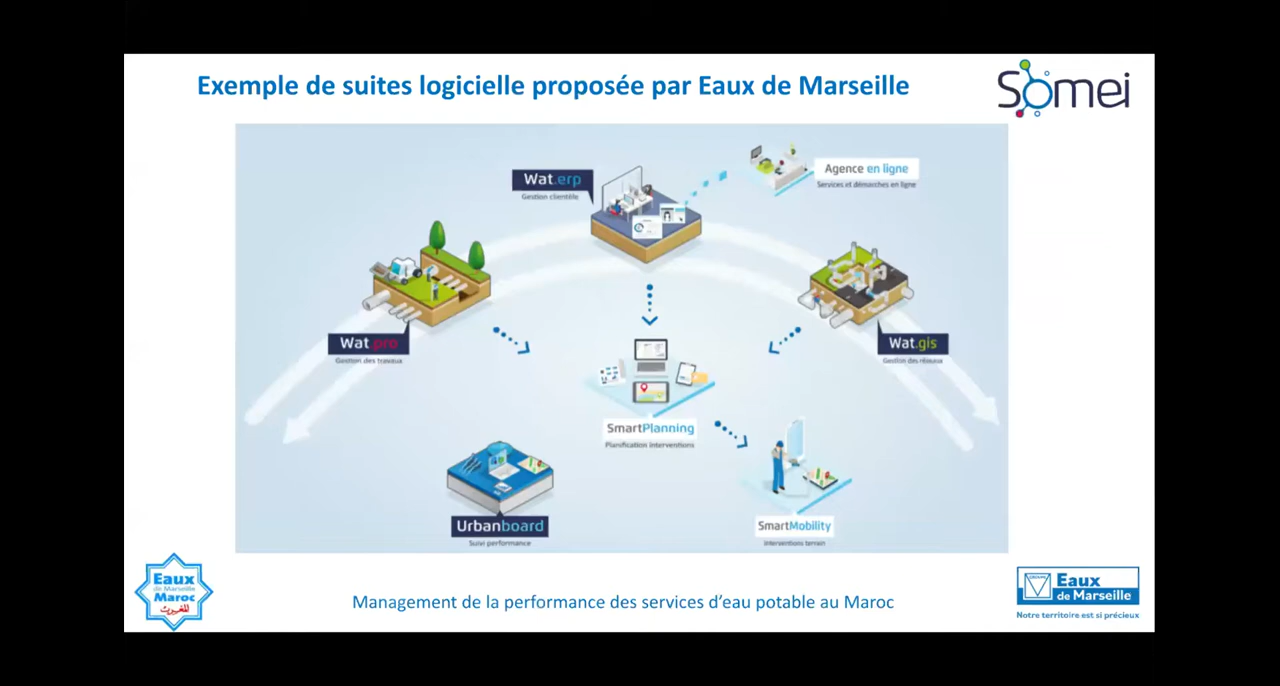 Exemple de suites logicielle proposée par Eaux de Marseille
Somei
Wat.erp
Gestion clientèle
Agence en ligne
Services et démarches en ligne
Wat.pro
Gestion des travaux
Wat.gis
Gestion des réseaux
SmartPlanning
Planification interventions
Urbanboard
Suivi performance
SmartMobility
Interventions terrain
Eaux
de Marseille
Maroc
المغرب
Management de la performance des services d’eau potable au Maroc
GROUPE
Eaux
de Marseille
Notre territoire est si précieux